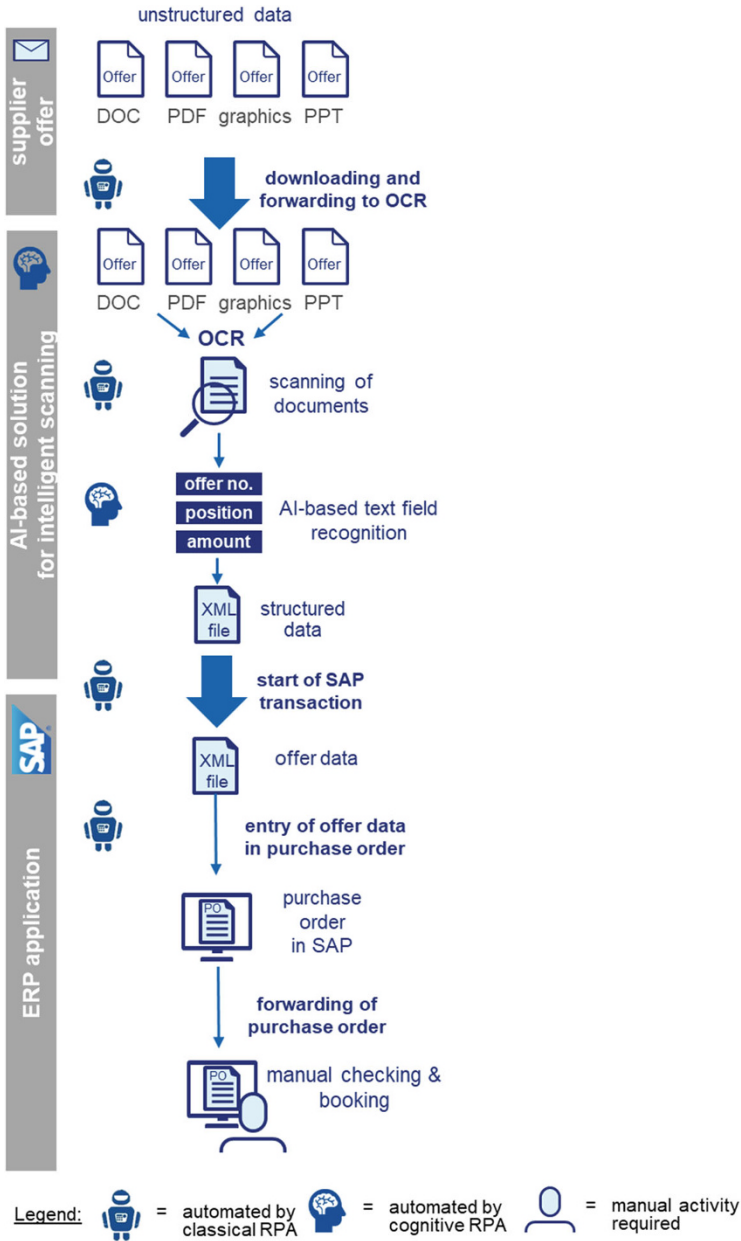 unstructured data
supplier
offer
Offer Offer Offer Offer
DOC PDF graphics PPT
downloading and
forwarding to OCR
AI-based solution
for intelligent scanning
Offer Offer Offer Offer
DOC PDF graphics PPT
OCR
scanning of
documents
offer no.
position
amount
AI-based text field
recognition
XML
file
structured
data
start of SAP
transaction
SAP®
ERP application
XML
file
offer data
entry of offer data
in purchase order
PO
purchase
order
in SAP
forwarding of
purchase order
PO
manual checking &
booking
Legend:
= automated by
classical RPA
= automated by
cognitive RPA
= manual activity
required